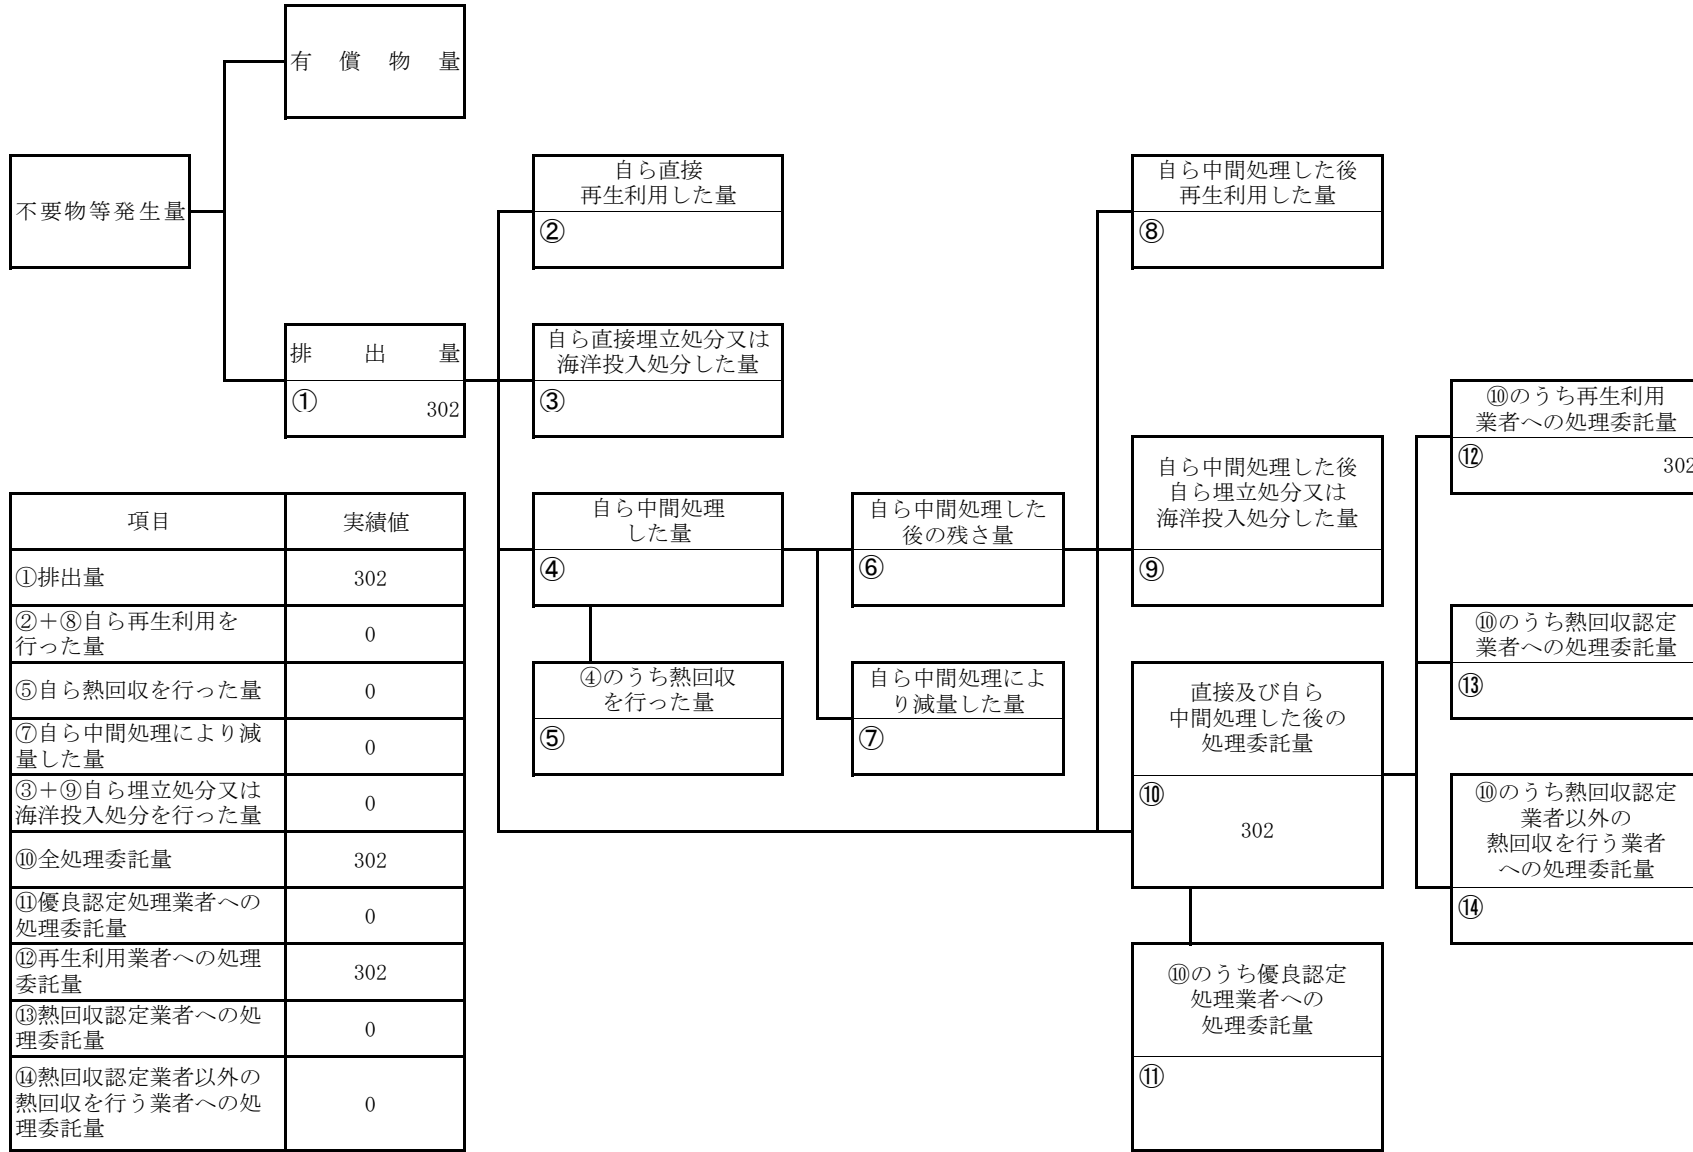 有償物量
不要物等発生量
排出量
① 302
自ら直接
再生利用した量
②
自ら直接埋立処分又は
海洋投入処分した量
③
自ら中間処理
した量
④
④のうち熱回収
を行った量
⑤
自ら中間処理した
後の残さ量
⑥
自ら中間処理によ
り減量した量
⑦
自ら中間処理した後
再生利用した量
⑧
自ら中間処理した後
自ら埋立処分又は
海洋投入処分した量
⑨
直接及び自ら
中間処理した後の
処理委託量
⑩
302
⑩のうち優良認定
処理業者への
処理委託量
⑪
⑩のうち再生利用
業者への処理委託量
⑫ 302
⑩のうち熱回収認定
業者への処理委託量
⑬
⑩のうち熱回収認定
業者以外の
熱回収を行う業者
への処理委託量
⑭
項目 実績値
①排出量 302
②+⑧自ら再生利用を
行った量 0
⑤自ら熱回収を行った量 0
⑦自ら中間処理により減
量した量 0
③+⑨自ら埋立処分又は
海洋投入処分を行った量 0
⑩全処理委託量 302
⑪優良認定処理業者への
処理委託量 0
⑫再生利用業者への処理
委託量 302
⑬熱回収認定業者への処
理委託量 0
⑭熱回収認定業者以外の
熱回収を行う業者への処
理委託量 0